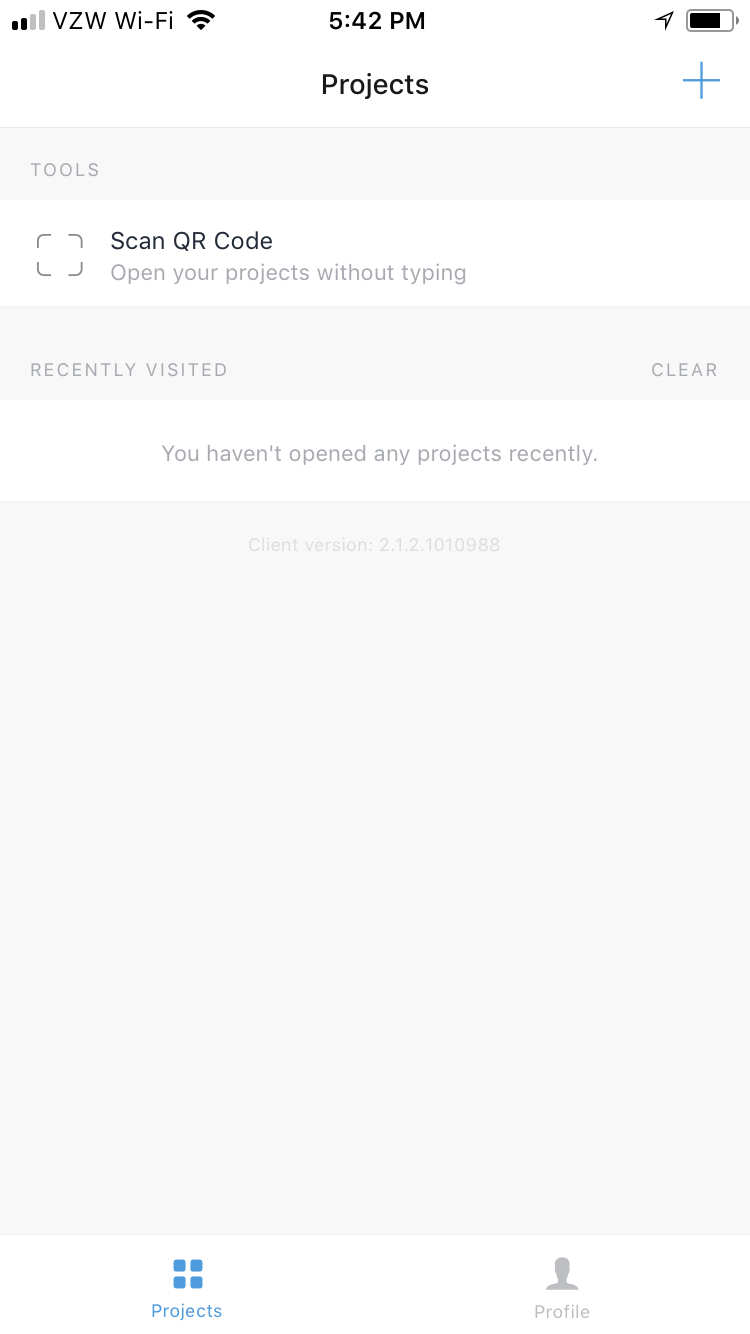 VZW Wi-Fi 5:42 PM
Projects
TOOLS
Scan QR Code
Open your projects without typing
RECENTLY VISITED CLEAR
You haven't opened any projects recently.
Client version: 2.1.2.1010988
Projects Profile